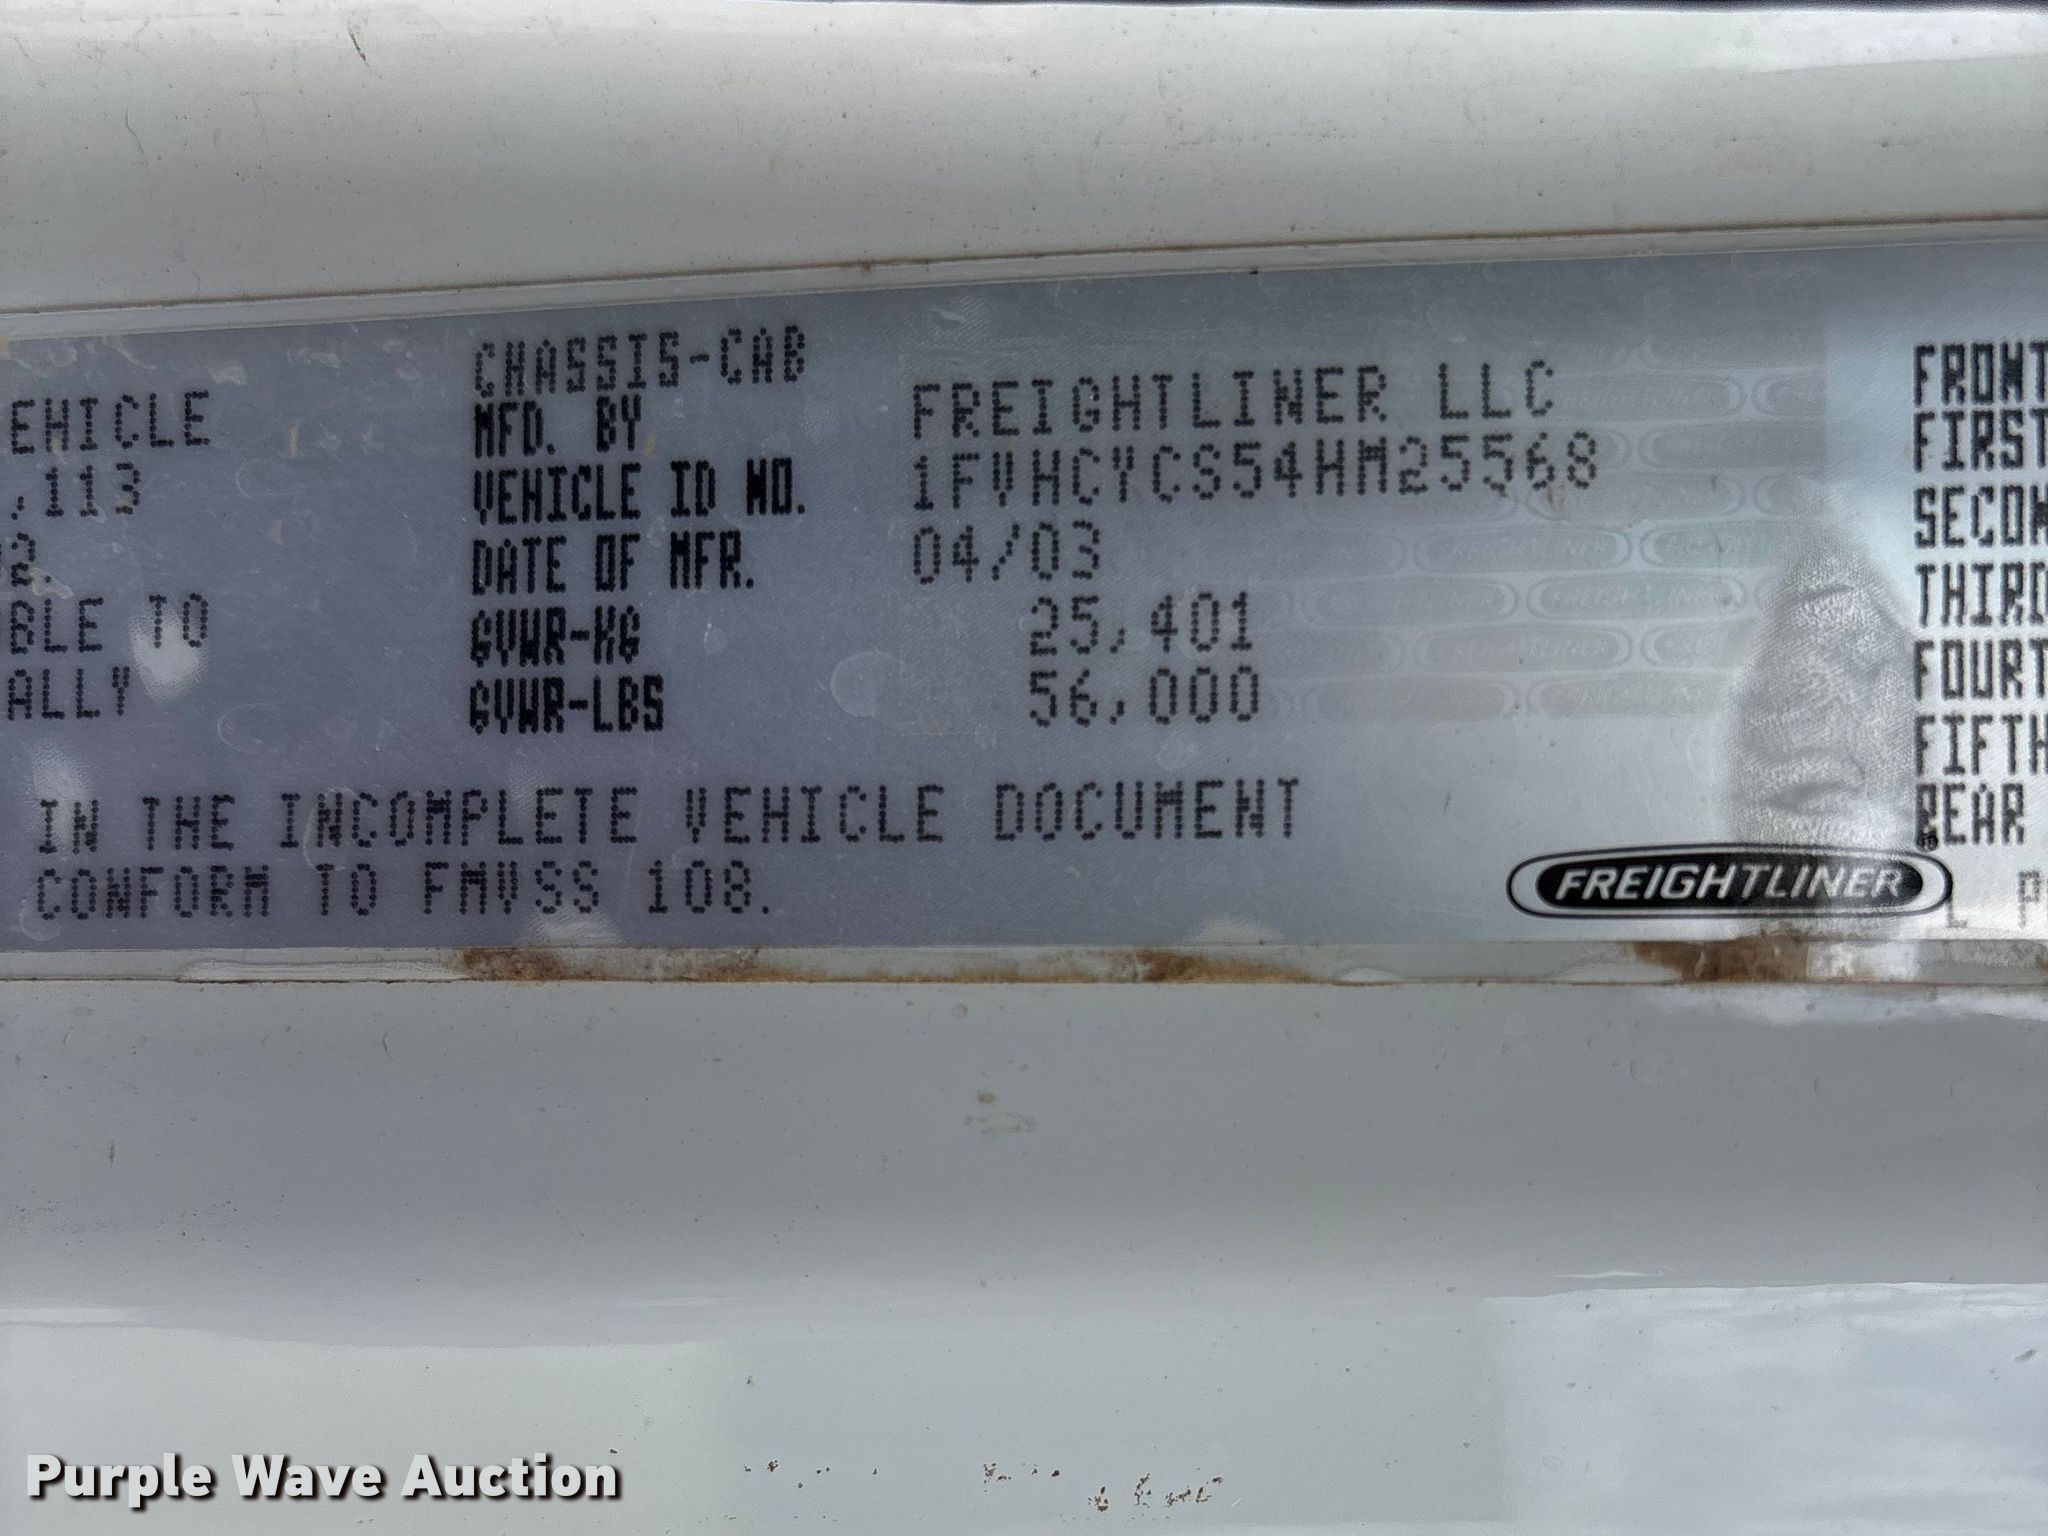 EHICLE
BLE TO
CHASSIS-CAB
MFD. BY FREIGHTLINER LLC
VEHICLE ID NO. 1FVHCYCS54HM25568
DATE OF MFR. 04/03
GVWR-KG 25,401
GVWR-LBS 56,000
IN THE INCOMPLETE VEHICLE DOCUMENT
CONFORM TO FMVSS 108.
FREIGHTLINER
FRONT
FIRST
SECON
THIRD
FOURT
FIFTH
REAR
Purple Wave Auction